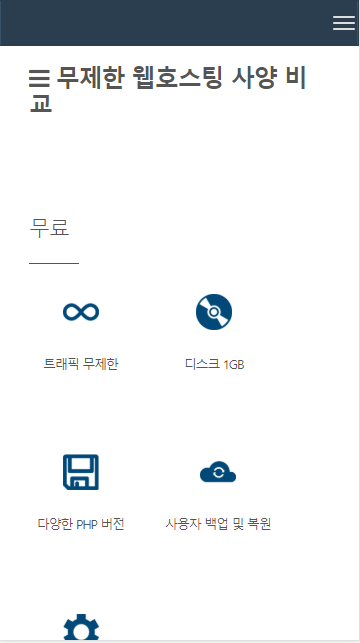 무제한 웹호스팅 사양 비
교
무료
트래픽 무제한
디스크 1GB
다양한 PHP 버전
사용자 백업 및 복원